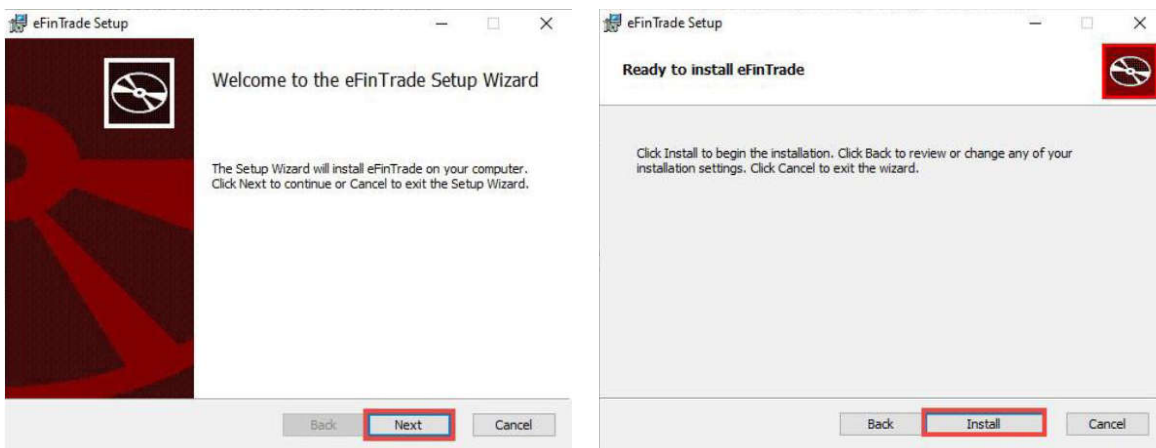 eFinTrade Setup
Welcome to the eFinTrade Setup Wizard
The Setup Wizard will install eFinTrade on your computer.
Click Next to continue or Cancel to exit the Setup Wizard.
Back Next Cancel
eFinTrade Setup
Ready to install eFinTrade
Click Install to begin the installation. Click Back to review or change any of your
installation settings. Click Cancel to exit the wizard.
Back Install Cancel